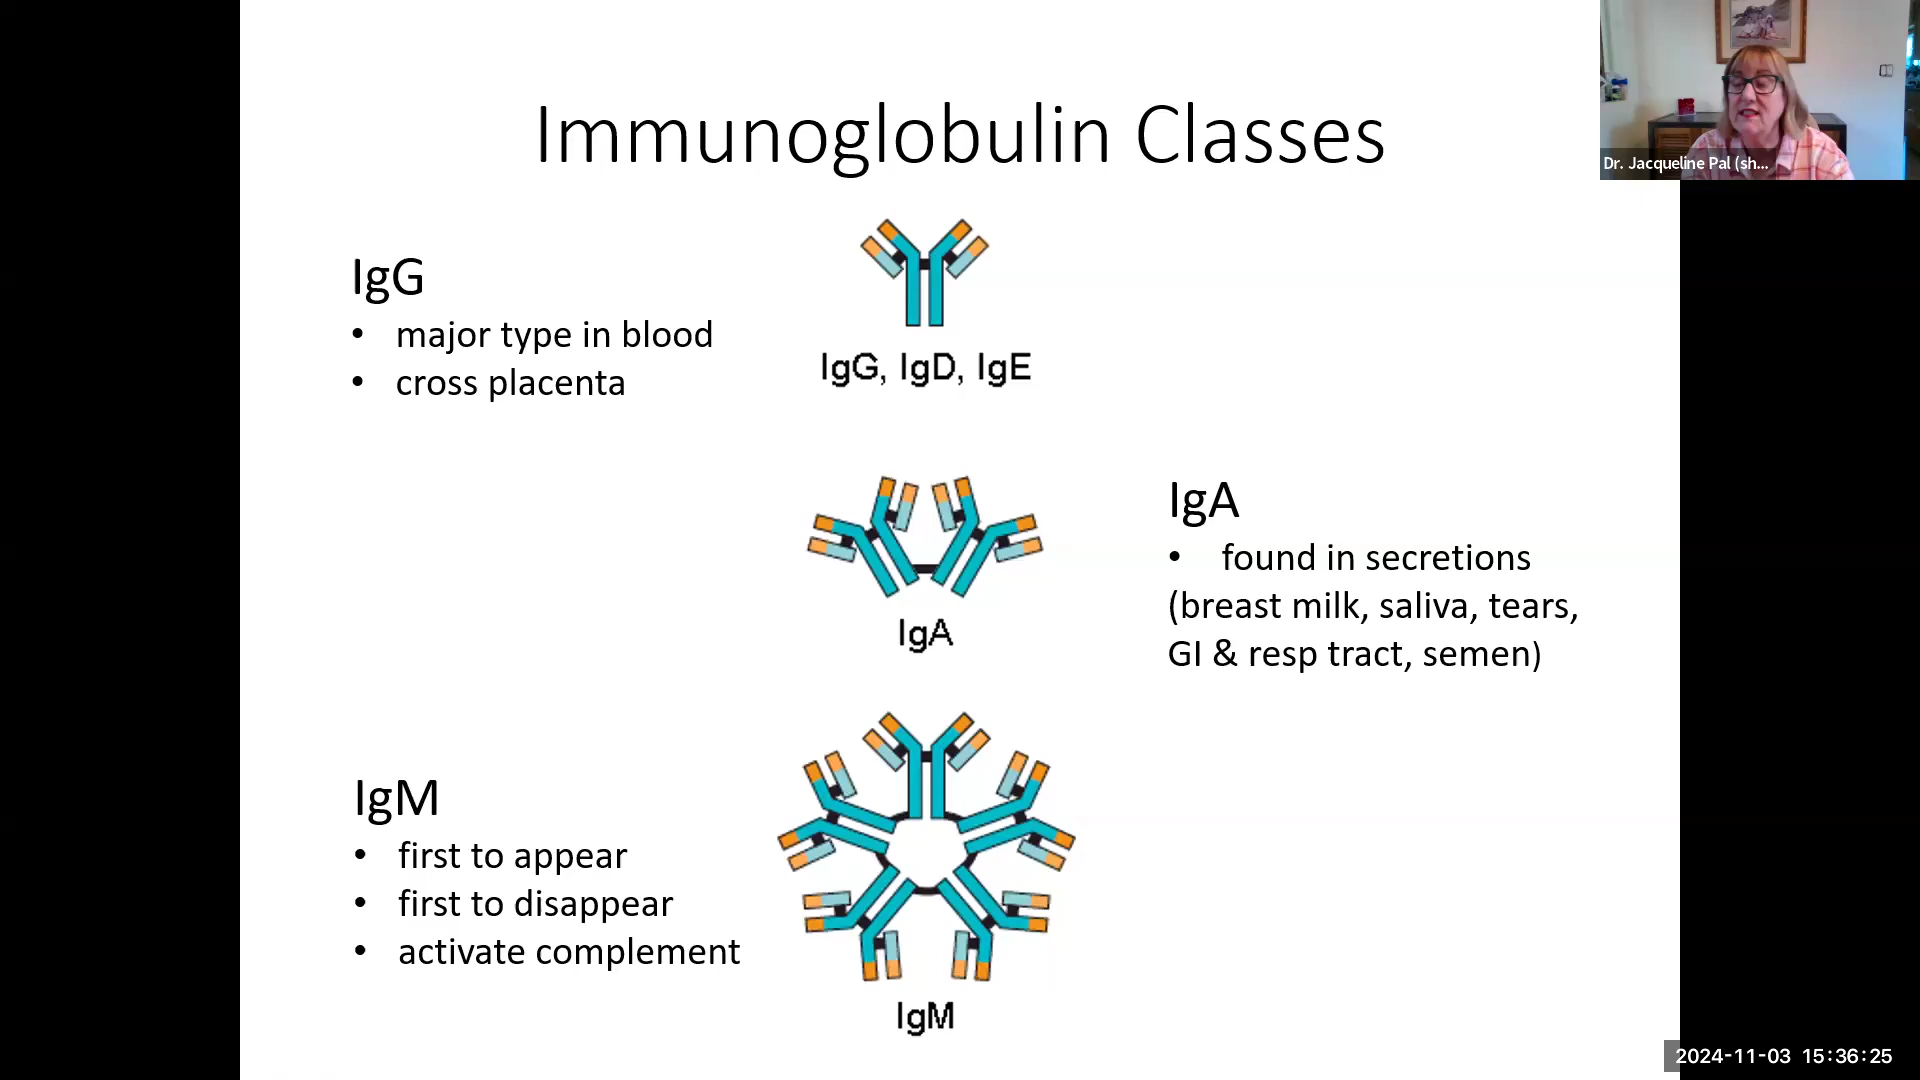 Immunoglobulin Classes
Dr. Jacqueline Pal (sh...
IgG
• major type in blood
• cross placenta
IgG, IgD, IgE
IgA
• found in secretions
(breast milk, saliva, tears,
GI & resp tract, semen)
IgA
IgM
• first to appear
• first to disappear
• activate complement
IgM
2024-11-03 15:36:25